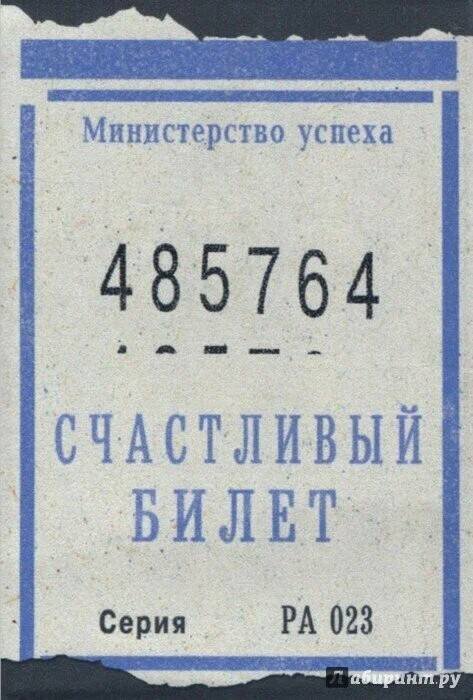 Министерство успеха
485764
СЧАСТЛИВЫЙ
БИЛЕТ
Серия РА 023
Лабиринт.ру